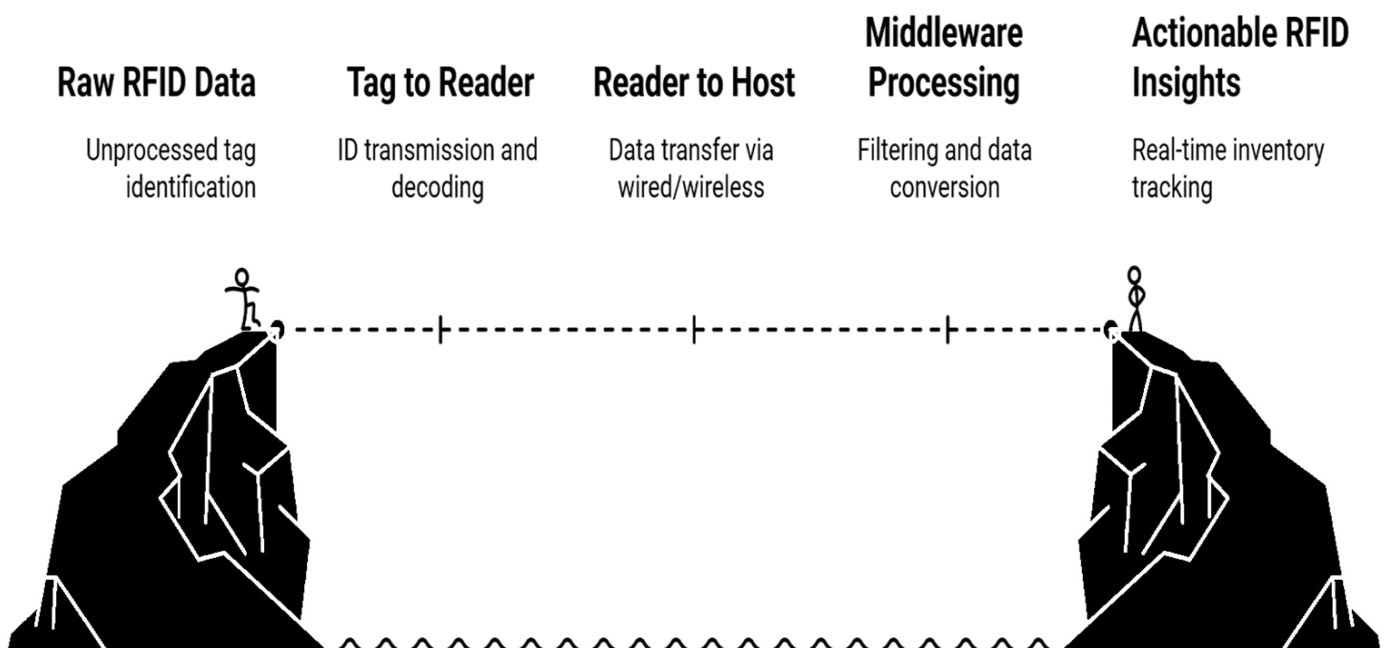 Raw RFID Data
Unprocessed tag
identification
Tag to Reader
ID transmission and
decoding
Reader to Host
Data transfer via
wired/wireless
Middleware
Processing
Filtering and data
conversion
Actionable RFID
Insights
Real-time inventory
tracking